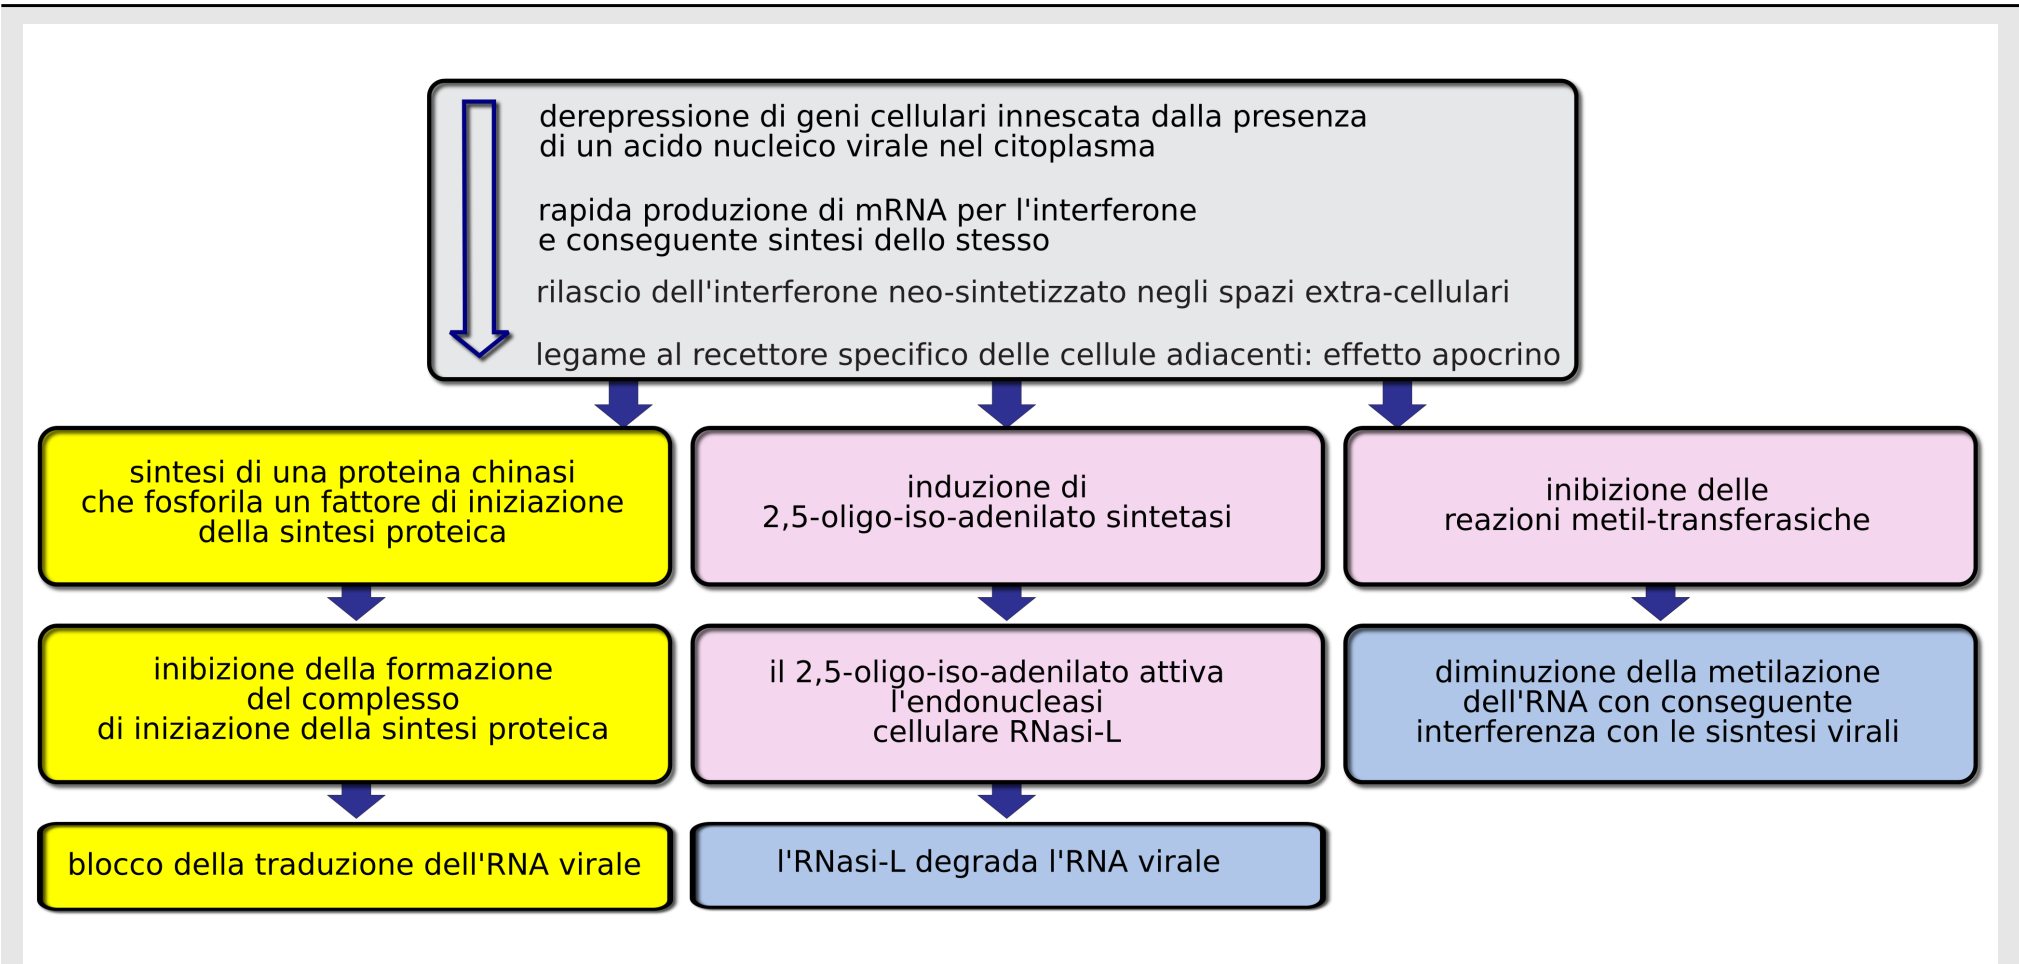 derepressione di geni cellulari innescata dalla presenza
di un acido nucleico virale nel citoplasma
rapida produzione di mRNA per l'interferone
e conseguente sintesi dello stesso
rilascio dell'interferone neo-sintetizzato negli spazi extra-cellulari
legame al recettore specifico delle cellule adiacenti: effetto apocrino
sintesi di una proteina chinasi
che fosforila un fattore di iniziazione
della sintesi proteica
induzione di
2,5-oligo-iso-adenilato sintetasi
inibizione delle
reazioni metil-transferasiche
inibizione della formazione
del complesso
di iniziazione della sintesi proteica
il 2,5-oligo-iso-adenilato attiva
l'endonucleasi
cellulare RNasi-L
diminuzione della metilazione
dell'RNA con conseguente
interferenza con le sisntesi virali
blocco della traduzione dell'RNA virale
l'RNasi-L degrada l'RNA virale